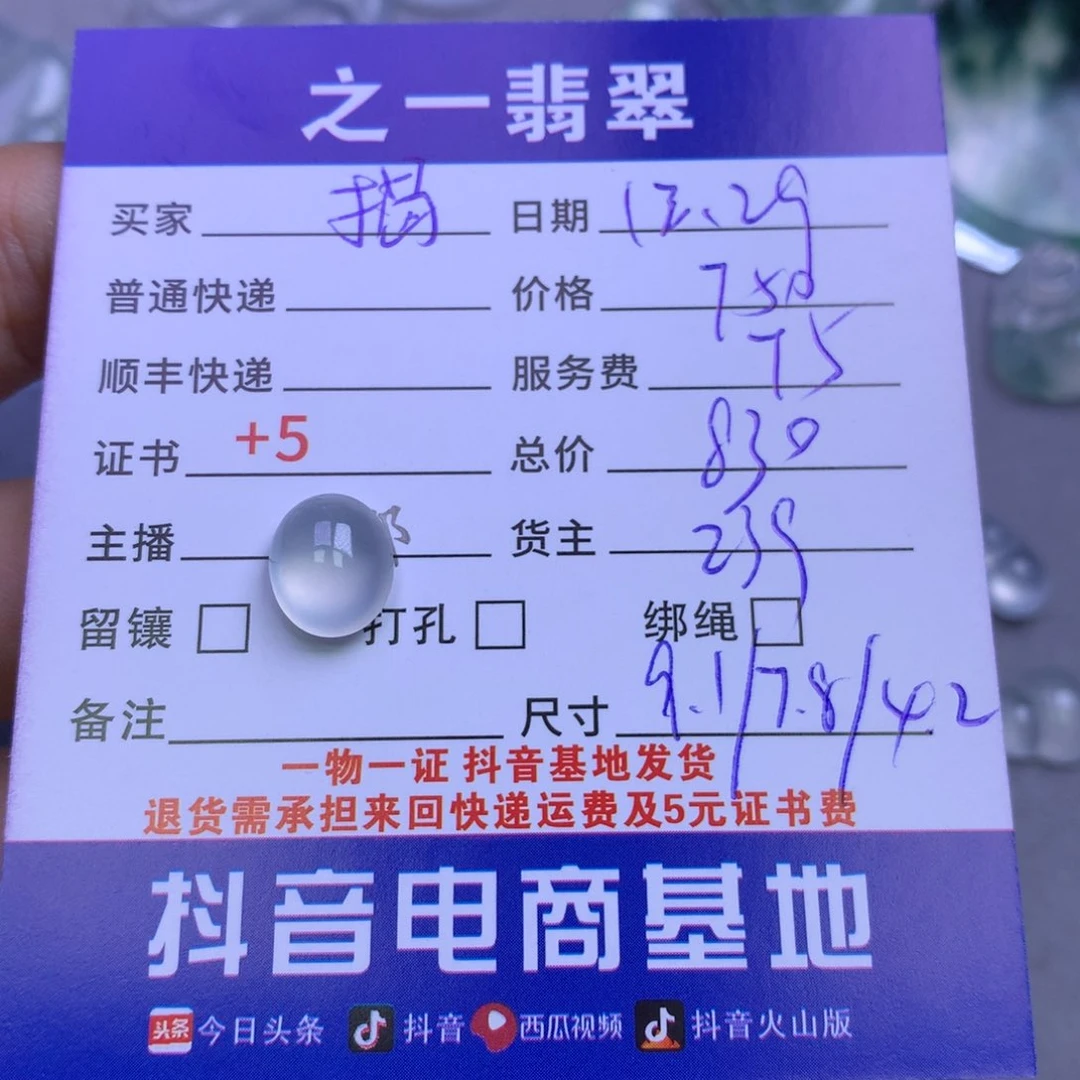 之一翡翠
买家 揭 日期 12.29
普通快递 价格 750
顺丰快递 服务费 75
证书 +5 总价 830
主播 货主 239
留镶 打孔 绑绳
备注 尺寸 9.1/7.8/42
一物一证 抖音基地发货
退货需承担来回快递运费及5元证书费
抖音电商基地
头条 今日头条 抖音 西瓜视频 抖音火山版